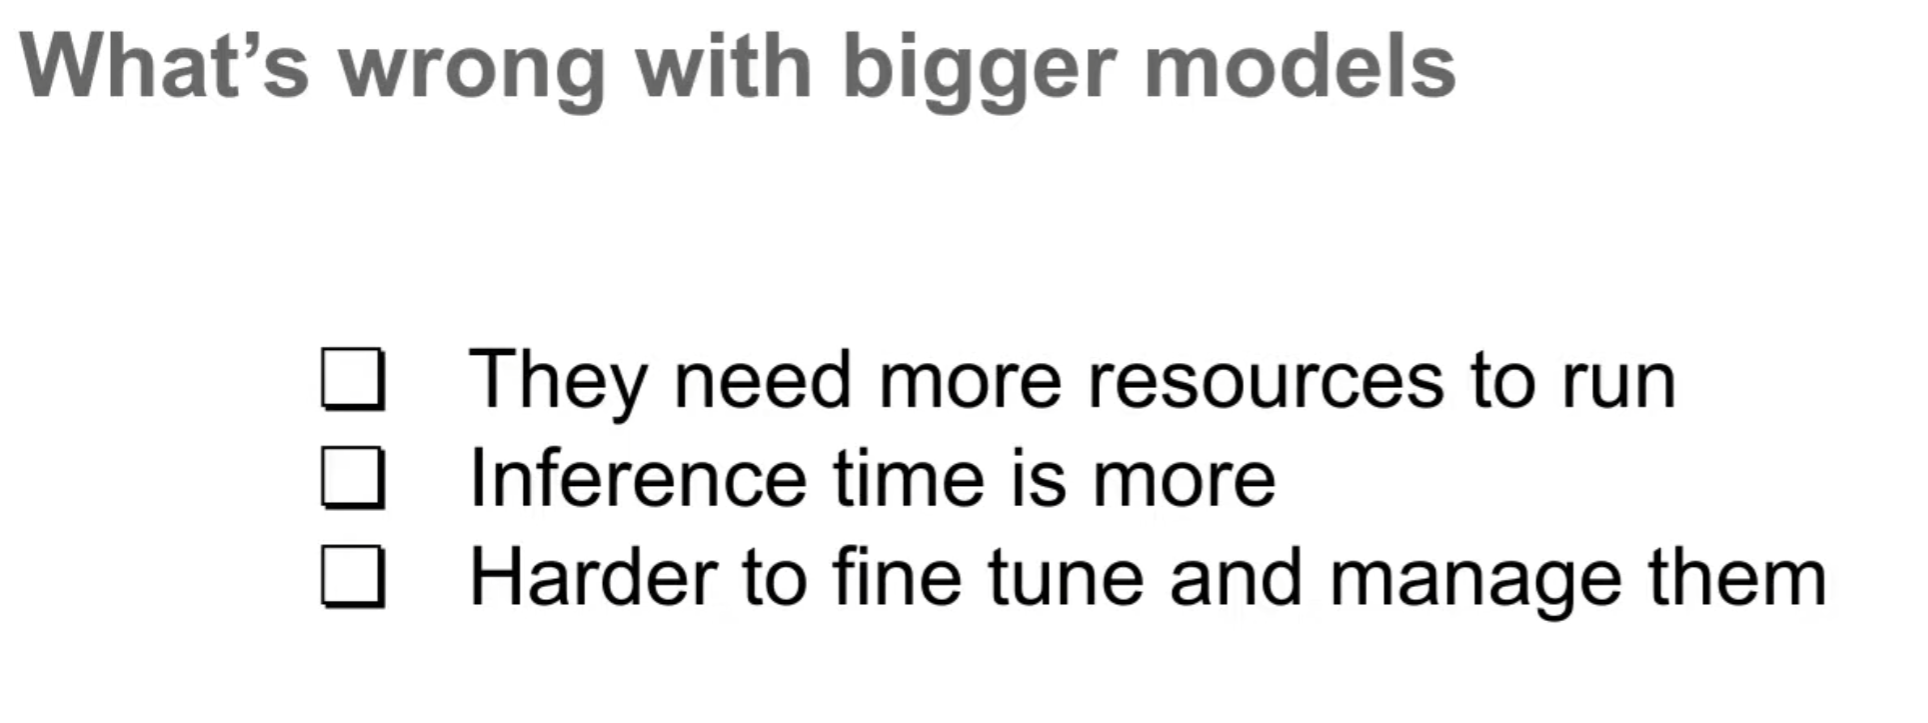 What’s wrong with bigger models
❏ They need more resources to run
❏ Inference time is more
❏ Harder to fine tune and manage them